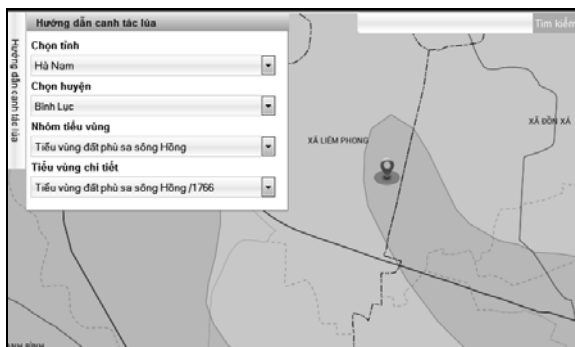 Hướng dẫn canh tác lúa
Tìm kiếm
Hướng dẫn canh tác lúa
Chọn tỉnh
Hà Nam
Chọn huyện
Bình Lục
Nhóm tiểu vùng
Tiểu vùng đất phù sa sông Hồng
Tiểu vùng chi tiết
Tiểu vùng đất phù sa sông Hồng /1766
XÃ LIÊM PHONG
XÃ ĐỒN XÁ
ANH BÌNH